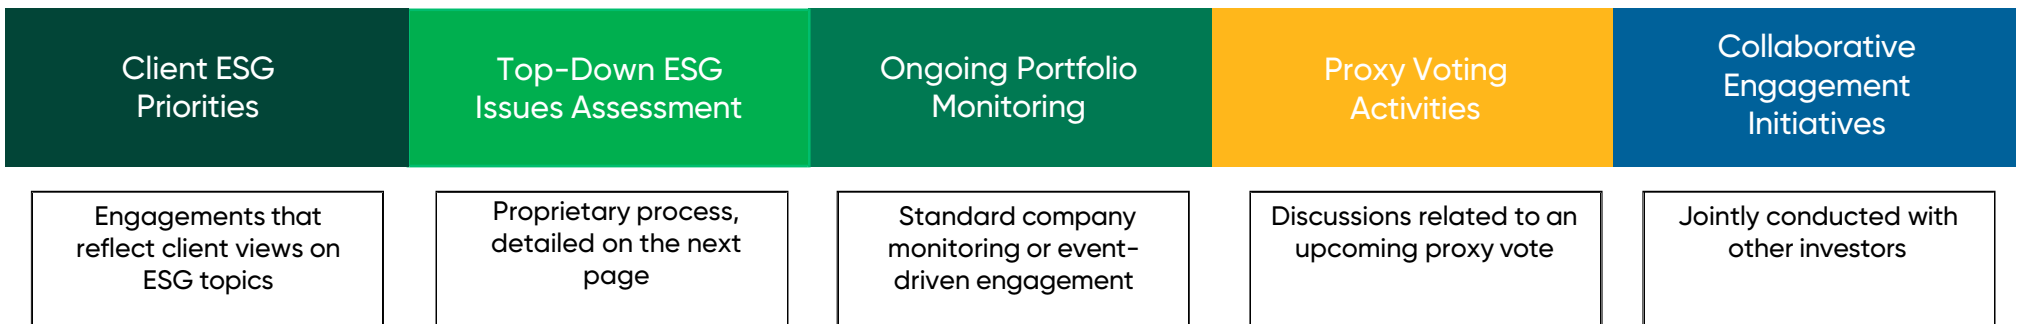 Client ESG
Priorities
Top-Down ESG
Issues Assessment
Ongoing Portfolio
Monitoring
Proxy Voting
Activities
Collaborative
Engagement
Initiatives
Engagements that
reflect client views on
ESG topics
Proprietary process,
detailed on the next
page
Standard company
monitoring or event-
driven engagement
Discussions related to an
upcoming proxy vote
Jointly conducted with
other investors